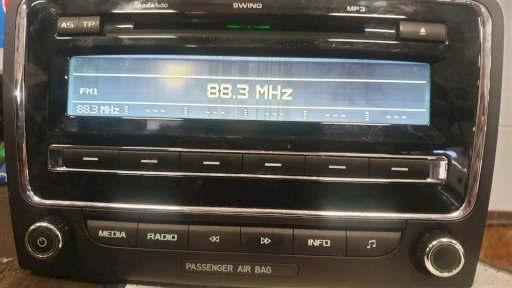 ŠkodaAuto SWING MP3
AS TP
FM1 88.3 MHz
88.3 MHz --- --- --- --- ---
MEDIA RADIO INFO
PASSENGER AIR BAG